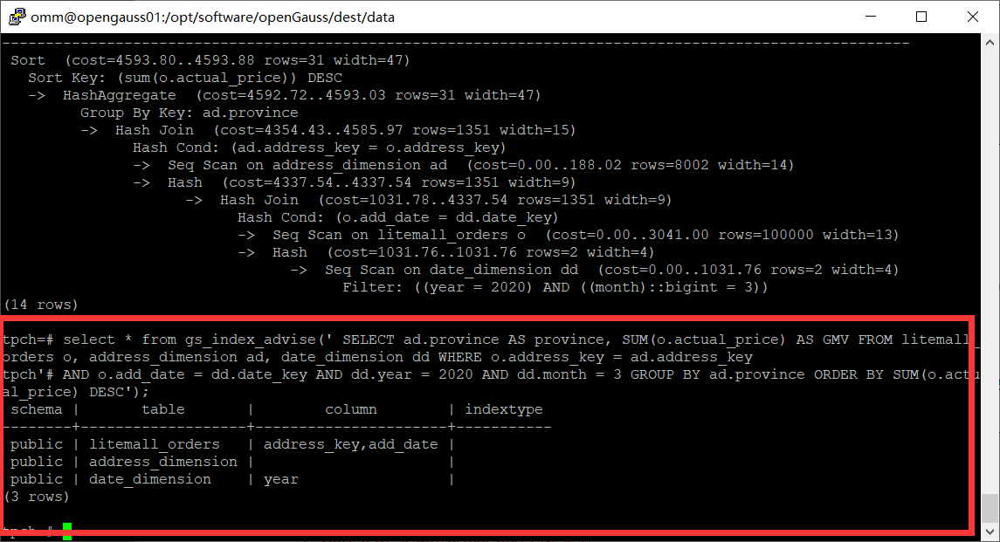 omm@opengauss01:/opt/software/openGauss/dest/data
--------------------------------------------------------------------------------------------------------
Sort  (cost=4593.80..4593.88 rows=31 width=47)
  Sort Key: (sum(o.actual_price)) DESC
  ->  HashAggregate  (cost=4592.72..4593.03 rows=31 width=47)
        Group By Key: ad.province
        ->  Hash Join  (cost=4354.43..4585.97 rows=1351 width=15)
              Hash Cond: (ad.address_key = o.address_key)
              ->  Seq Scan on address_dimension ad  (cost=0.00..188.02 rows=8002 width=14)
              ->  Hash  (cost=4337.54..4337.54 rows=1351 width=9)
                    ->  Hash Join  (cost=1031.78..4337.54 rows=1351 width=9)
                          Hash Cond: (o.add_date = dd.date_key)
                          ->  Seq Scan on litemall_orders o  (cost=0.00..3041.00 rows=100000 width=13)
                          ->  Hash  (cost=1031.76..1031.76 rows=2 width=4)
                                ->  Seq Scan on date_dimension dd  (cost=0.00..1031.76 rows=2 width=4)
                                      Filter: ((year = 2020) AND ((month)::bigint = 3))
(14 rows)
tpch=# select * from gs_index_advise(' SELECT ad.province AS province, SUM(o.actual_price) AS GMV FROM litemall_
orders o, address_dimension ad, date_dimension dd WHERE o.address_key = ad.address_key
tpch'# AND o.add_date = dd.date_key AND dd.year = 2020 AND dd.month = 3 GROUP BY ad.province ORDER BY SUM(o.actu
al_price) DESC');
 schema |       table       |        column        | indextype
--------+-------------------+----------------------+-----------
 public | litemall_orders   | address_key,add_date |
 public | address_dimension |                      |
 public | date_dimension    | year                 |
(3 rows)
tpch=#